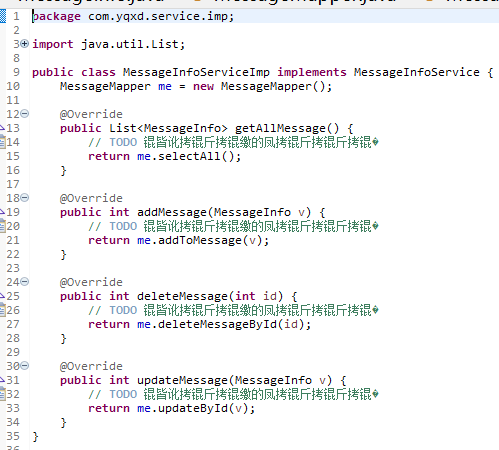 package com.yqxd.service.imp;
import java.util.List;
public class MessageInfoServiceImp implements MessageInfoService {
MessageMapper me = new MessageMapper();
@Override
public List<MessageInfo> getAllMessage() {
// TODO 锟皆讹拷锟斤拷锟缴的凤拷锟斤拷锟斤拷锟�
return me.selectAll();
}
@Override
public int addMessage(MessageInfo v) {
// TODO 锟皆讹拷锟斤拷锟缴的凤拷锟斤拷锟斤拷锟�
return me.addToMessage(v);
}
@Override
public int deleteMessage(int id) {
// TODO 锟皆讹拷锟斤拷锟缴的凤拷锟斤拷锟斤拷锟�
return me.deleteMessageById(id);
}
@Override
public int updateMessage(MessageInfo v) {
// TODO 锟皆讹拷锟斤拷锟缴的凤拷锟斤拷锟斤拷锟�
return me.updateById(v);
}
}